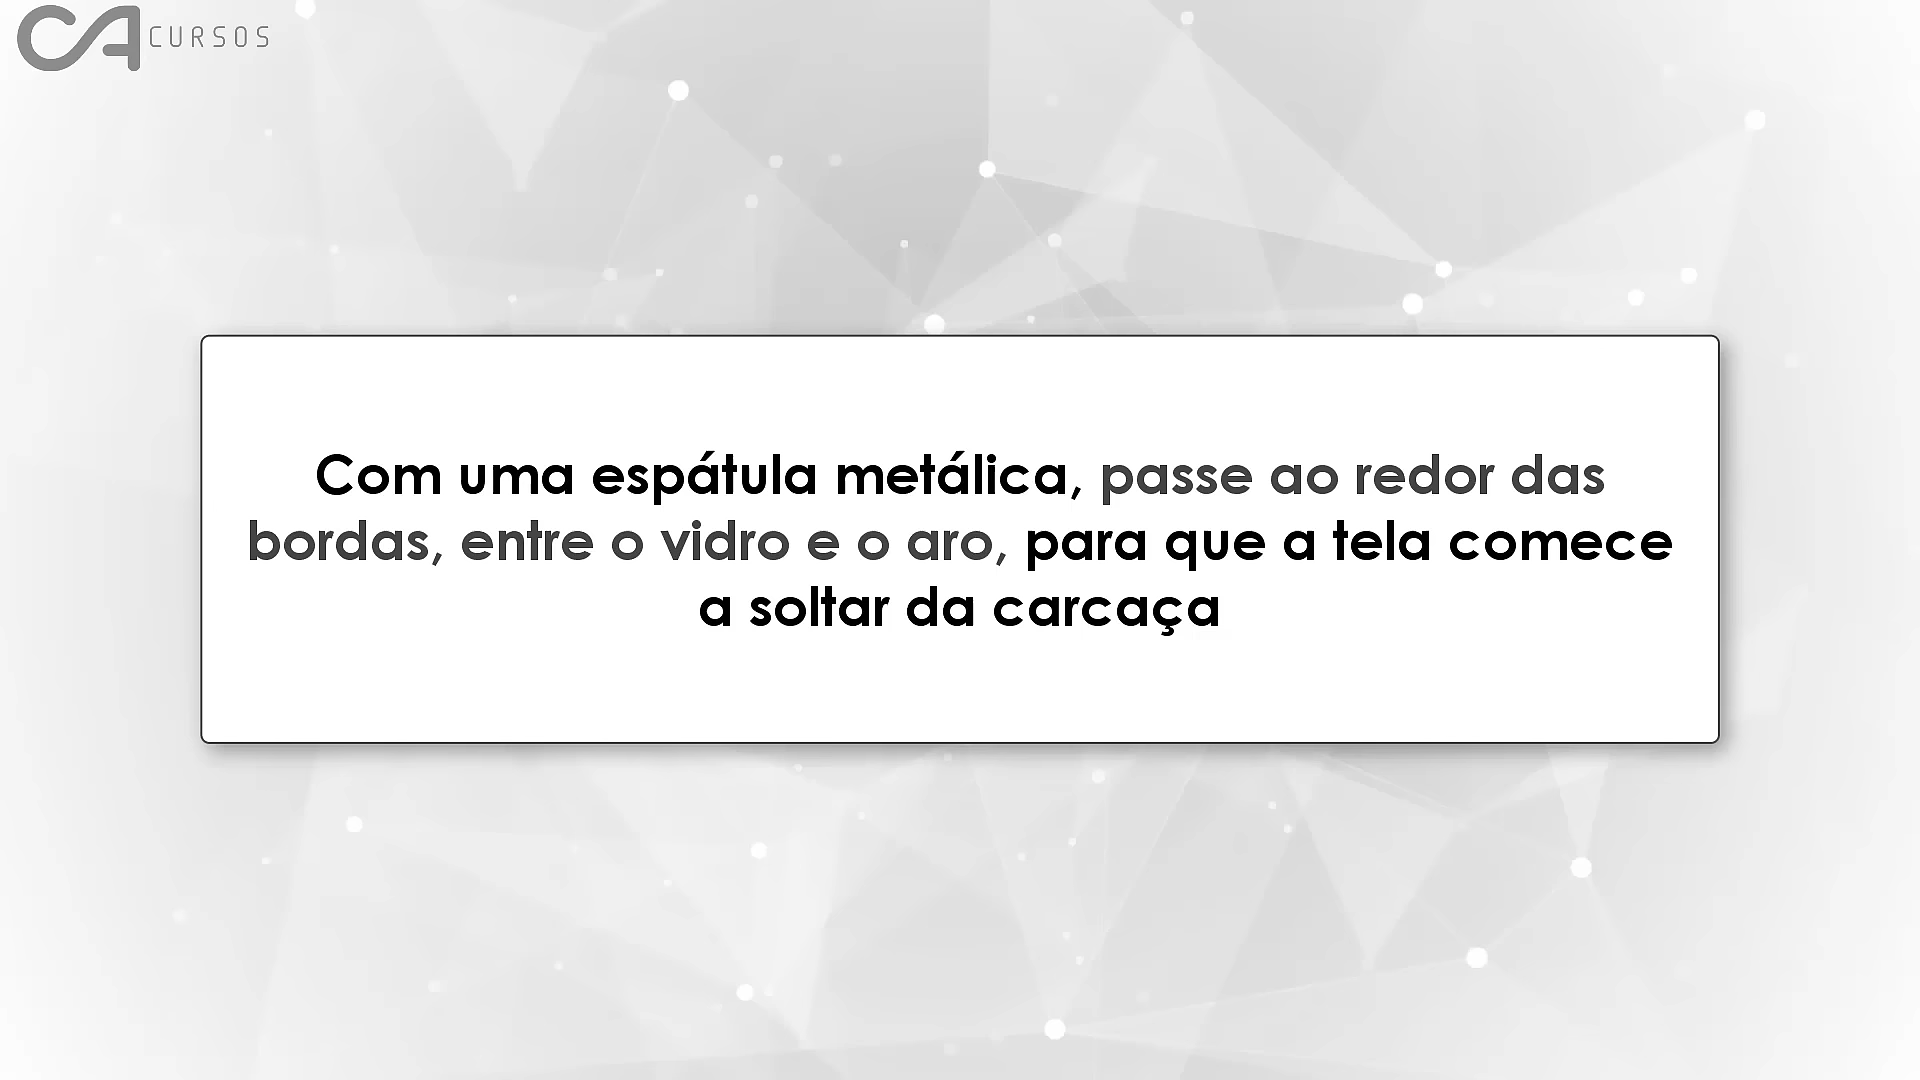 CA CURSOS
Com uma espátula metálica, passe ao redor das
bordas, entre o vidro e o aro, para que a tela comece
a soltar da carcaça